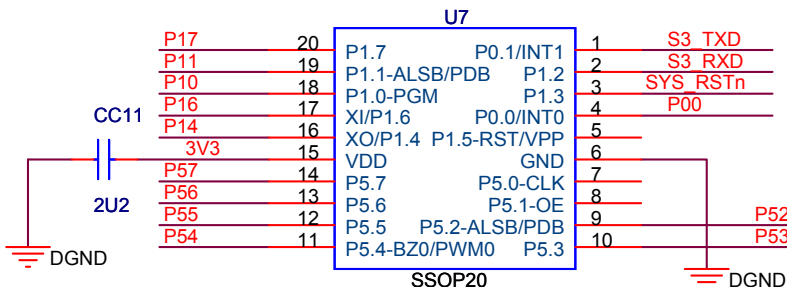 U7
P17 20 P1.7 P0.1/INT1 1 S3_TXD
P11 19 P1.1-ALSB/PDB P1.2 2 S3_RXD
P10 18 P1.0-PGM P1.3 3 SYS_RSTn
CC11 P16 17 XI/P1.6 P0.0/INT0 4 P00
P14 16 XO/P1.4 P1.5-RST/VPP 5
3V3 15 VDD GND 6
P57 14 P5.7 P5.0-CLK 7
2U2 P56 13 P5.6 P5.1-OE 8
P55 12 P5.5 P5.2-ALSB/PDB 9 P52
P54 11 P5.4-BZ0/PWM0 P5.3 10 P53
DGND SSOP20 DGND